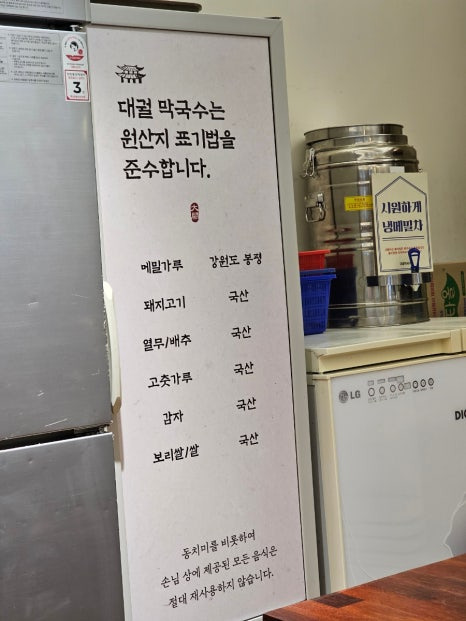 3
대궐 막국수는
원산지 표기법을
준수합니다.
메밀가루 강원도 봉평
돼지고기 국산
열무/배추 국산
고춧가루 국산
감자 국산
보리쌀/쌀 국산
동치미를 비롯하여
손님 상에 제공된 모든 음식은
절대 재사용하지 않습니다.
시원하게
냉메밀차
LG
DIO